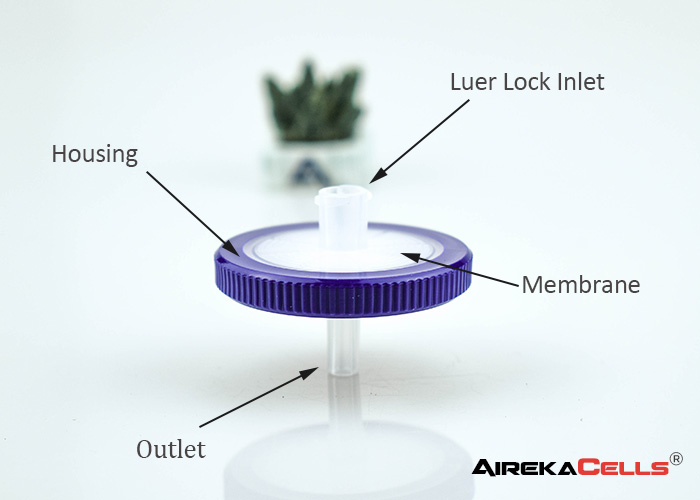 Luer Lock Inlet
Housing
Membrane
Outlet
AIREKACELLS®